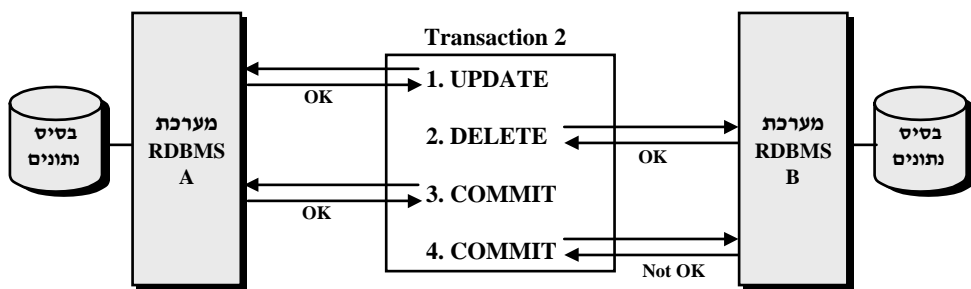 Transaction 2
1. UPDATE
OK
2. DELETE
OK
3. COMMIT
OK
4. COMMIT
Not OK
בסיס
נתונים
מערכת
RDBMS
A
מערכת
RDBMS
B
בסיס
נתונים